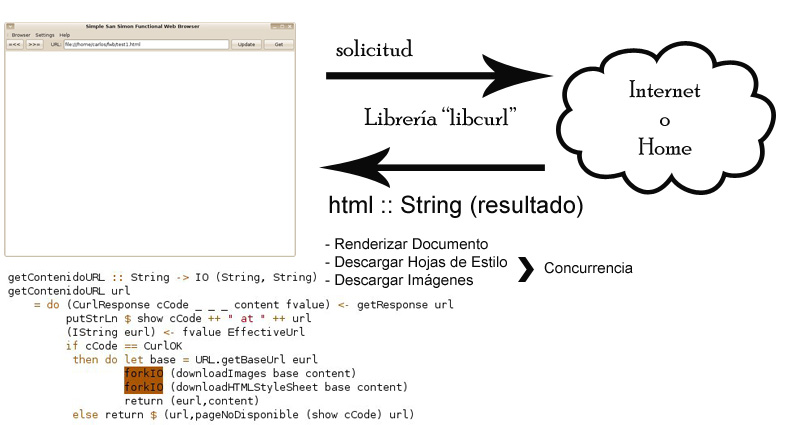 Simple San Simon Functional Web Browser
Browser Settings Help
<<< >>> URL: file://home/carlos/fwb/test1.html Update Get
solicitud
Librería “libcurl”
Internet
o
Home
html :: String (resultado)
- Renderizar Documento
- Descargar Hojas de Estilo
- Descargar Imágenes
Concurrencia
getContenidoURL :: String -> IO (String, String)
getContenidoURL url
= do (CurlResponse cCode _ _ _ content fvalue) <- getResponse url
putStrLn $ show cCode ++ " at " ++ url
(IString eurl) <- fvalue EffectiveUrl
if cCode == CurlOK
then do let base = URL.getBaseUrl eurl
forkIO (downloadImages base content)
forkIO (downloadHTMLStyleSheet base content)
return (eurl,content)
else return $ (url,pageNoDisponible (show cCode) url)